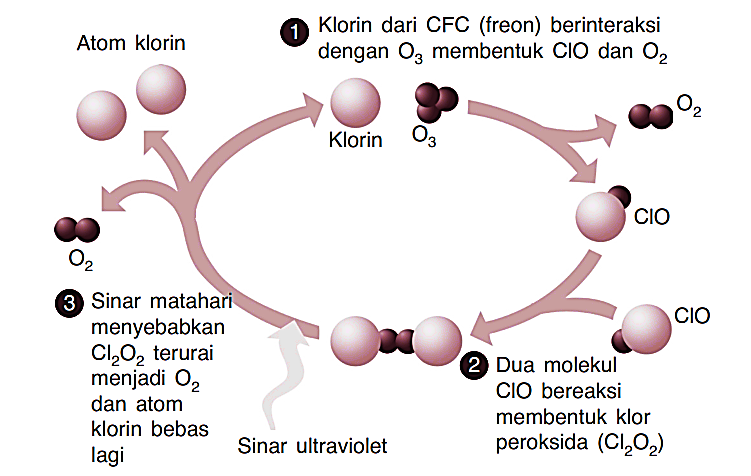 1 Klorin dari CFC (freon) berinteraksi
dengan O₃ membentuk ClO dan O₂
Atom klorin
Klorin
O₃
O₂
ClO
ClO
O₂
3 Sinar matahari
menyebabkan
Cl₂O₂ terurai
menjadi O₂
dan atom
klorin bebas
lagi
Sinar ultraviolet
2 Dua molekul
ClO bereaksi
membentuk klor
peroksida (Cl₂O₂)